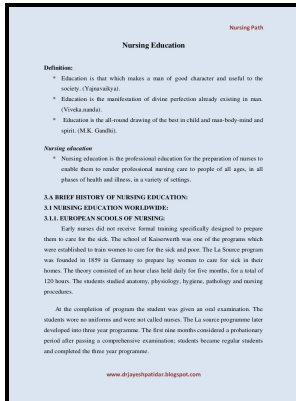 Nursing Path
Nursing Education
Definition:
* Education is that which makes a man of good character and useful to the
society. (Yajnavaikya).
* Education is the manifestation of divine perfection already existing in man.
(Viveka.nanda).
* Education is the all-round drawing of the best in child and man-body-mind and
spirit. (M.K. Gandhi).
Nursing education
* Nursing education is the professional education for the preparation of nurses to
enable them to render professional nursing care to people of all ages, in all
phases of health and illness, in a variety of settings.
3.A BRIEF HISTORY OF NURSING EDUCATION:
3.1 NURSING EDUCATION WORLDWIDE:
3.1.1. EUROPEAN SCOOLS OF NURSING:
Early nurses did not receive formal training specifically designed to prepare
them to care for the sick. The school of Kaiserweth was one of the programs which
were established to train women to care for the sick and poor. The La Source program
was founded in 1859 in Germany to prepare lay women to care for sick in their
homes. The theory consisted of an hour class held daily for five months, for a total of
120 hours. The students studied anatomy, physiology, hygiene, pathology and nursing
procedures.
At the completion of program the student was given an oral examination. The
students wore no uniforms and were not called nurses. The La source programme later
developed into three year programme. The first nine months considered a probationary
period after passing a comprehensive examination; students became regular students
and completed the three year programme.
www.drjayeshpatidar.blogspot.com